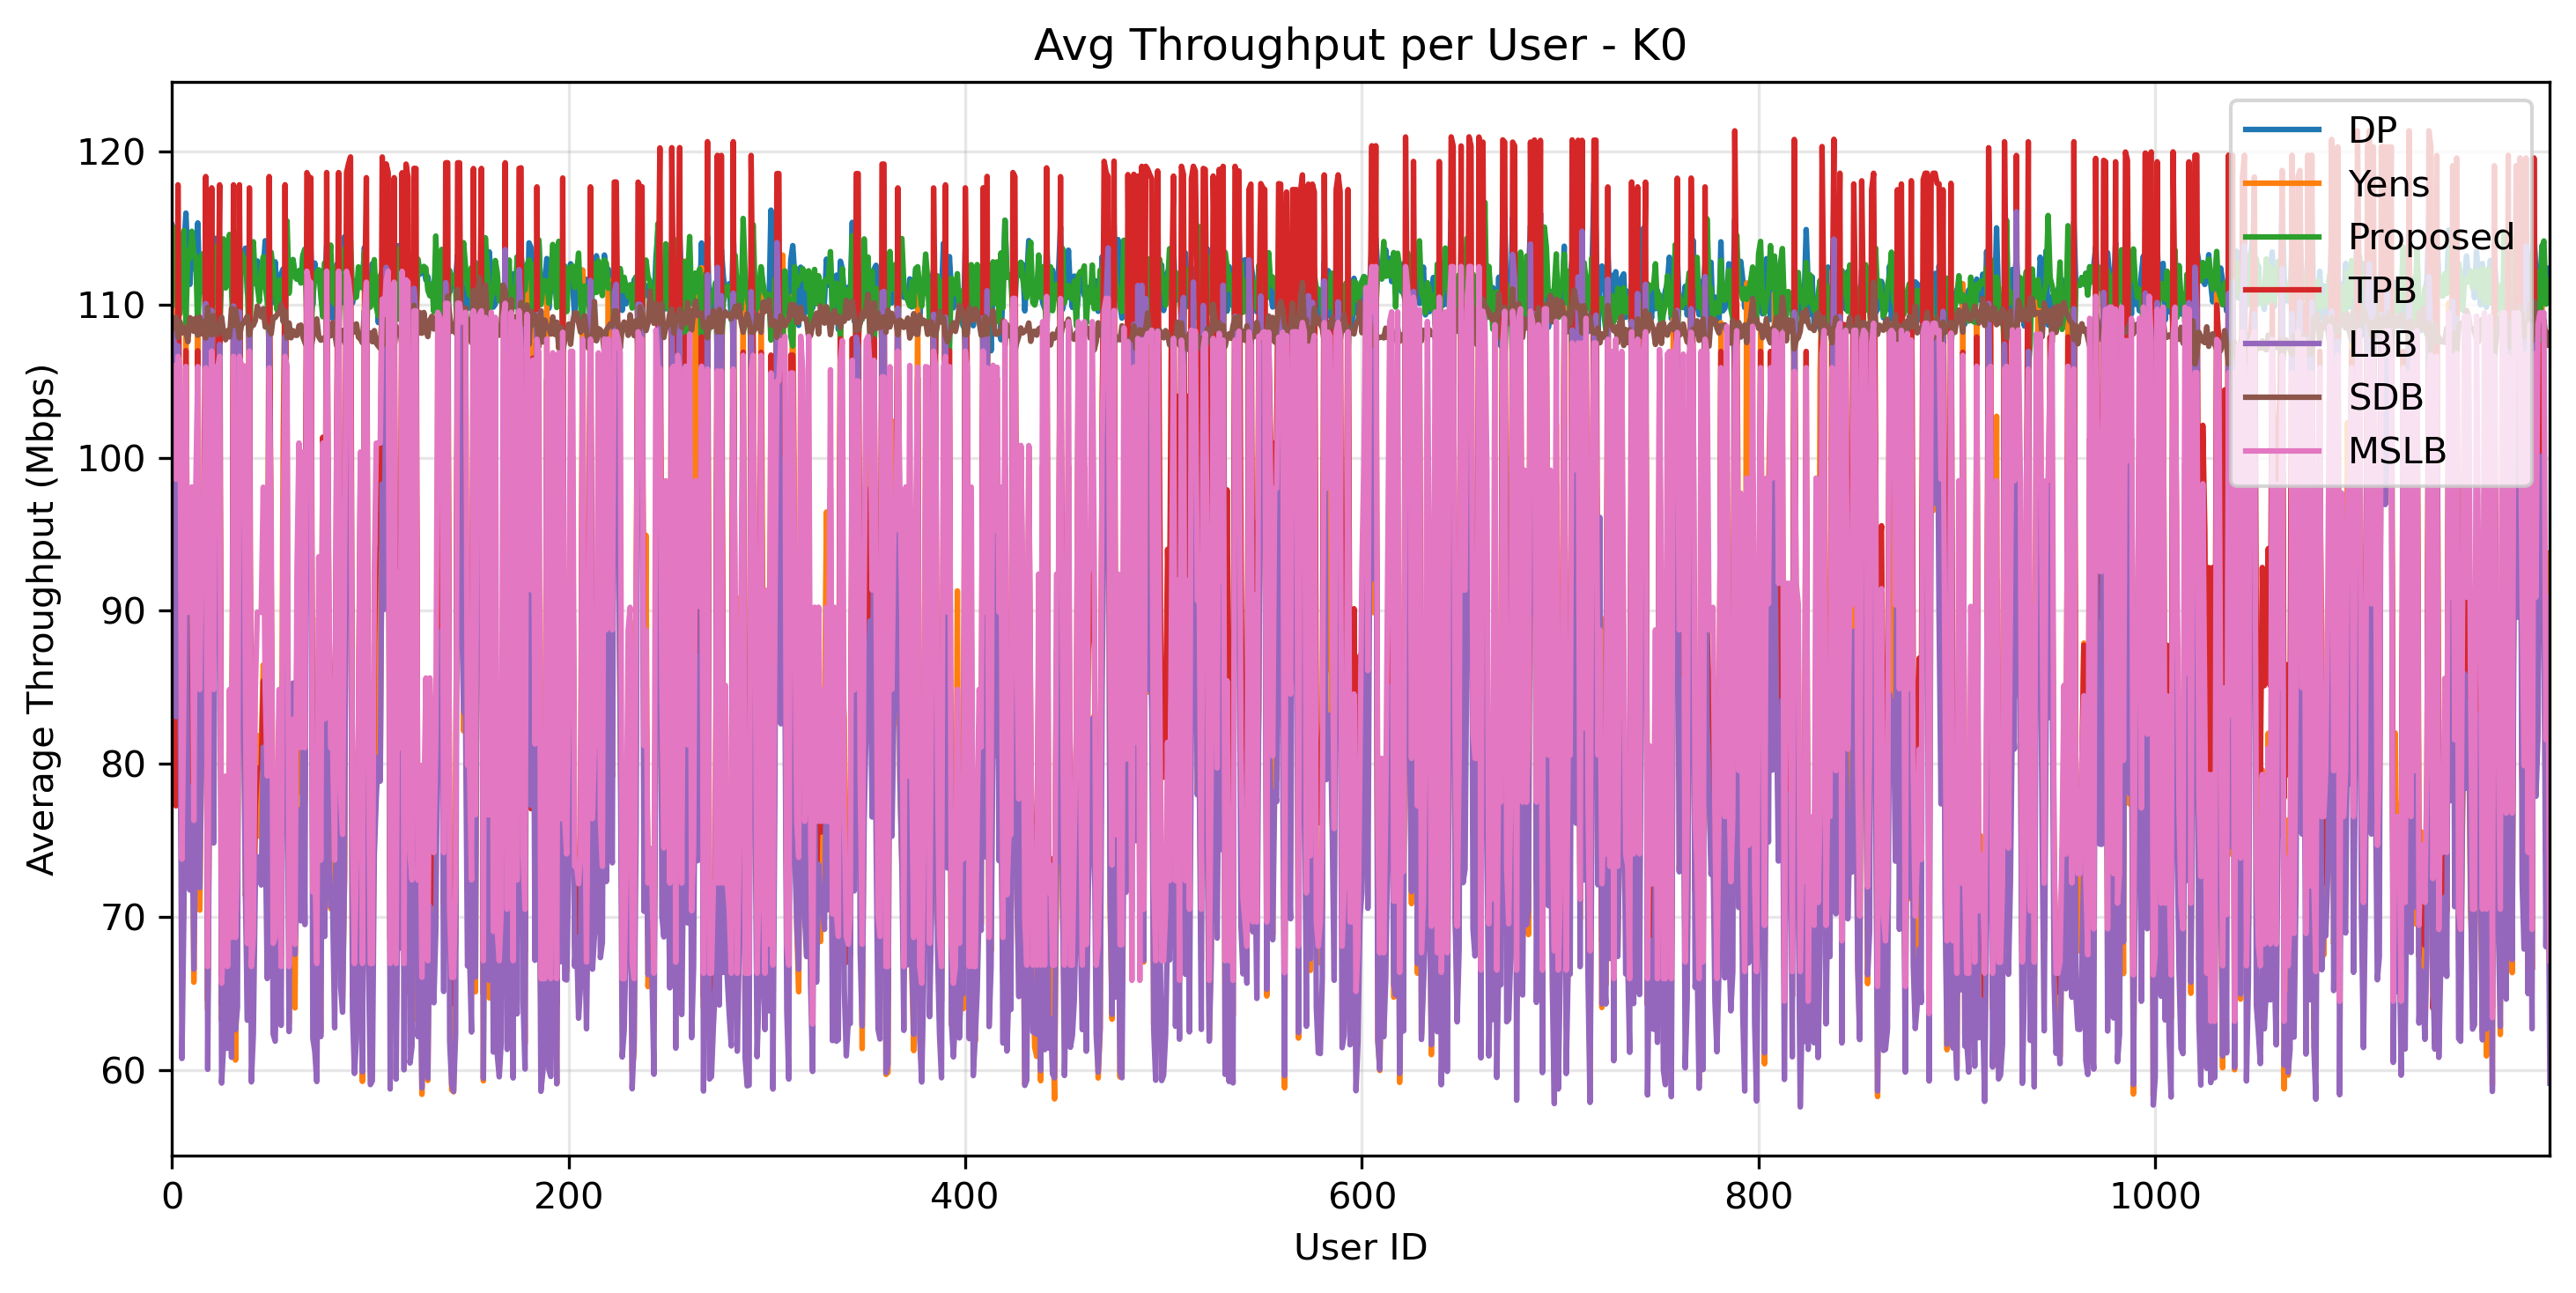 Avg Throughput per User - K0
Average Throughput (Mbps)
120
110
100
90
80
70
60
0
200
400
600
800
1000
User ID
DP
Yens
Proposed
TPB
LBB
SDB
MSLB